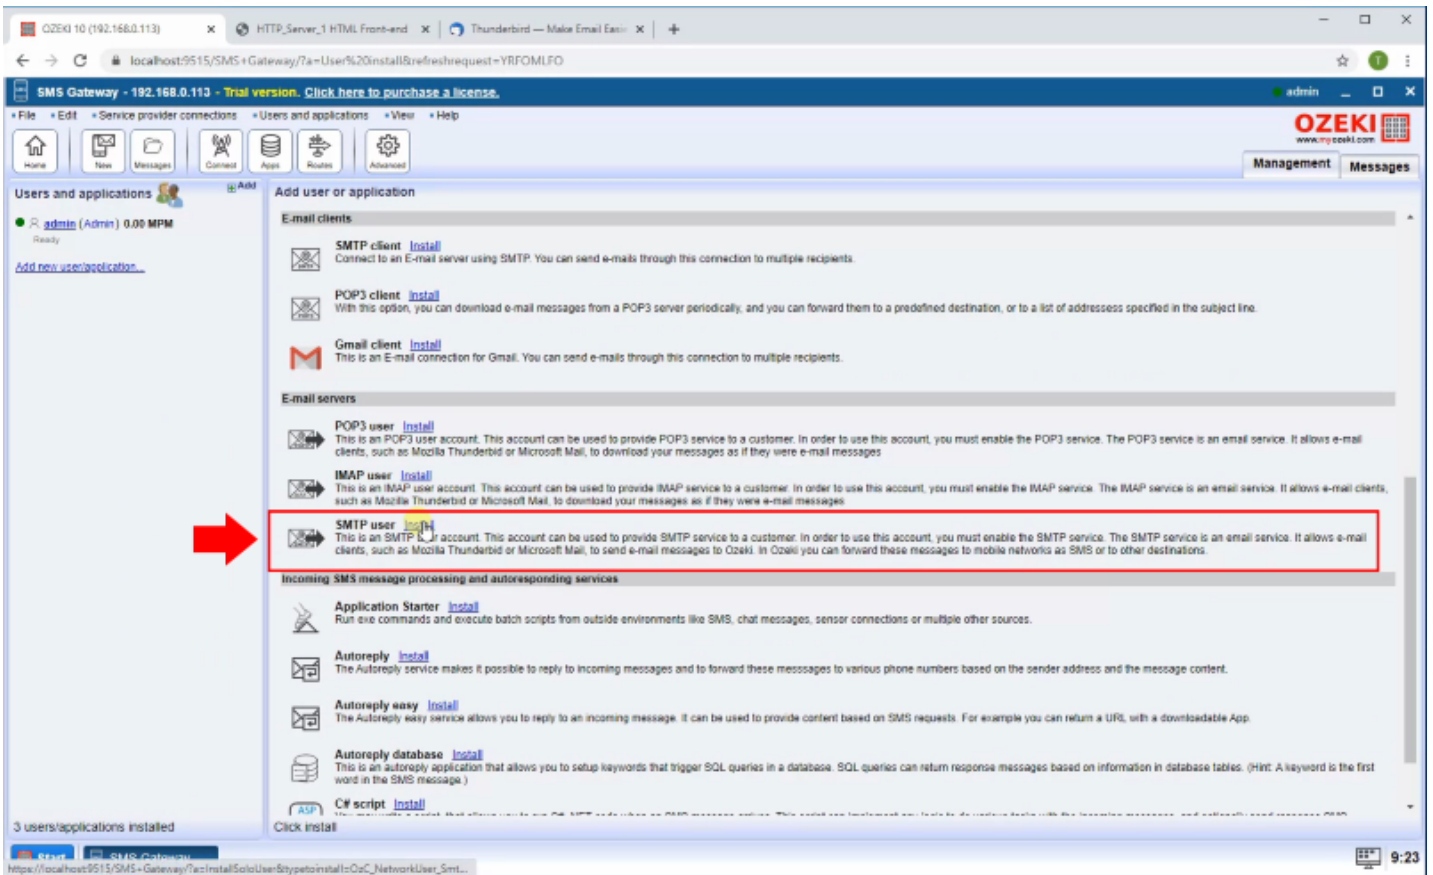 OZEKI 10 (192.168.0.113)
HTTP_Server_1 HTML Front-end
Thunderbird — Make Email Easi
localhost:9515/SMS+Gateway/?a=User%20install&refreshrequest=YRFOMLFO
T
SMS Gateway - 192.168.0.113 - Trial version. Click here to purchase a license.
admin
File Edit Service provider connections Users and applications View Help
OZEKI
www.myozeki.com
Home New Messages Connect Apps Routes Advanced
Management Messages
Users and applications
Add
Add user or application
admin (Admin) 0.00 MPM
Ready
Add new user/application...
E-mail clients
SMTP client Install
Connect to an E-mail server using SMTP. You can send e-mails through this connection to multiple recipients.
POP3 client Install
With this option, you can download e-mail messages from a POP3 server periodically, and you can forward them to a predefined destination, or to a list of addressess specified in the subject line.
Gmail client Install
This is an E-mail connection for Gmail. You can send e-mails through this connection to multiple recipients.
E-mail servers
POP3 user Install
This is an POP3 user account. This account can be used to provide POP3 service to a customer. In order to use this account, you must enable the POP3 service. The POP3 service is an email service. It allows e-mail
clients, such as Mozilla Thunderbid or Microsoft Mail, to download your messages as if they were e-mail messages
IMAP user Install
This is an IMAP user account. This account can be used to provide IMAP service to a customer. In order to use this account, you must enable the IMAP service. The IMAP service is an email service. It allows e-mail clients,
such as Mozilla Thunderbid or Microsoft Mail, to download your messages as if they were e-mail messages
SMTP user Install
This is an SMTP user account. This account can be used to provide SMTP service to a customer. In order to use this account, you must enable the SMTP service. The SMTP service is an email service. It allows e-mail
clients, such as Mozilla Thunderbid or Microsoft Mail, to send e-mail messages to Ozeki. In Ozeki you can forward these messages to mobile networks as SMS or to other destinations.
Incoming SMS message processing and autoresponding services
Application Starter Install
Run exe commands and execute batch scripts from outside environments like SMS, chat messages, sensor connections or multiple other sources.
Autoreply Install
The Autoreply service makes it possible to reply to incoming messages and to forward these messsages to various phone numbers based on the sender address and the message content.
Autoreply easy Install
The Autoreply easy service allows you to reply to an incoming message. It can be used to provide content based on SMS requests. For example you can return a URL with a downloadable App.
Autoreply database Install
This is an autoreply application that allows you to setup keywords that trigger SQL queries in a database. SQL queries can return response messages based on information in database tables. (Hint: A keyword is the first
word in the SMS message.)
ASP
C# script Install
3 users/applications installed
Click install
Start
SMS Gateway
https://localhost:9515/SMS+Gateway/?a=InstallSoloUser&typetoinstall=OzC_NetworkUser_Smt...
9:23